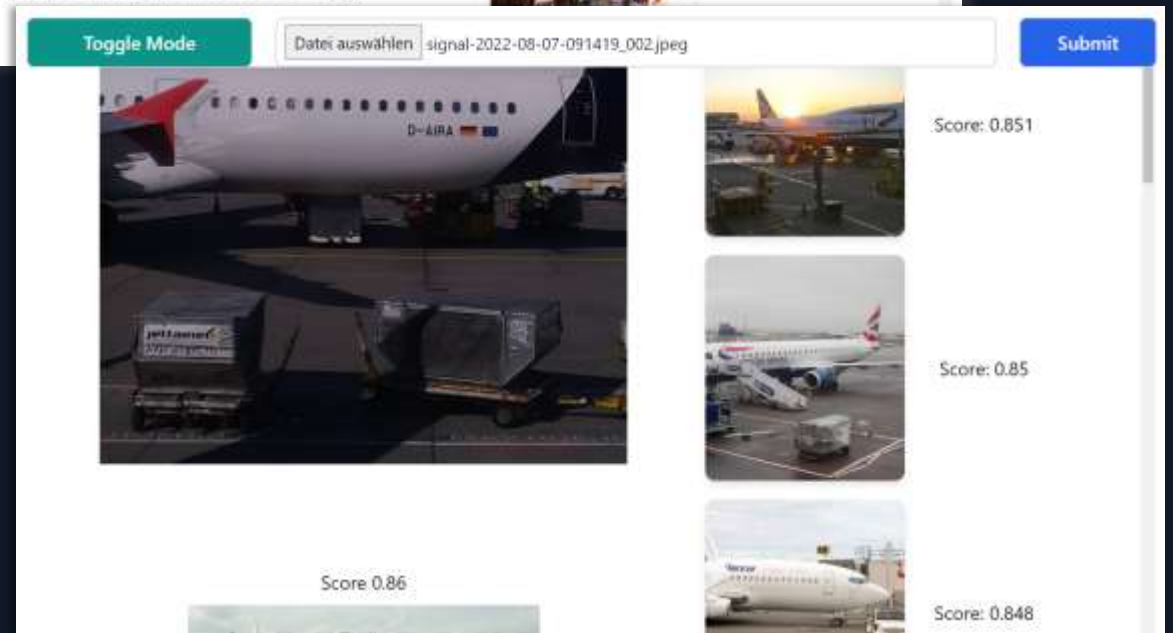 Toggle Mode
Datei auswählen signal-2022-08-07-091419_002.jpeg
Submit
D-AIRA
Score: 0.851
jettainer
Score: 0.85
Score 0.86
Score: 0.848